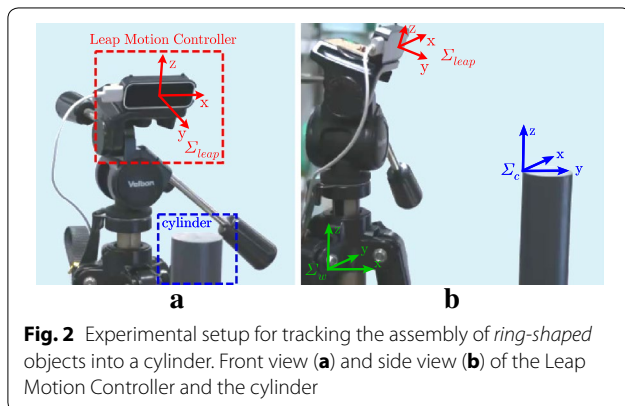 Leap Motion Controller
z
x
y
Σleap
Velbon
cylinder
a
z
x
y
Σleap
z
x
Σc
y
z
y
Σw
x
b
Fig. 2 Experimental setup for tracking the assembly of ring-shaped
objects into a cylinder. Front view (a) and side view (b) of the Leap
Motion Controller and the cylinder